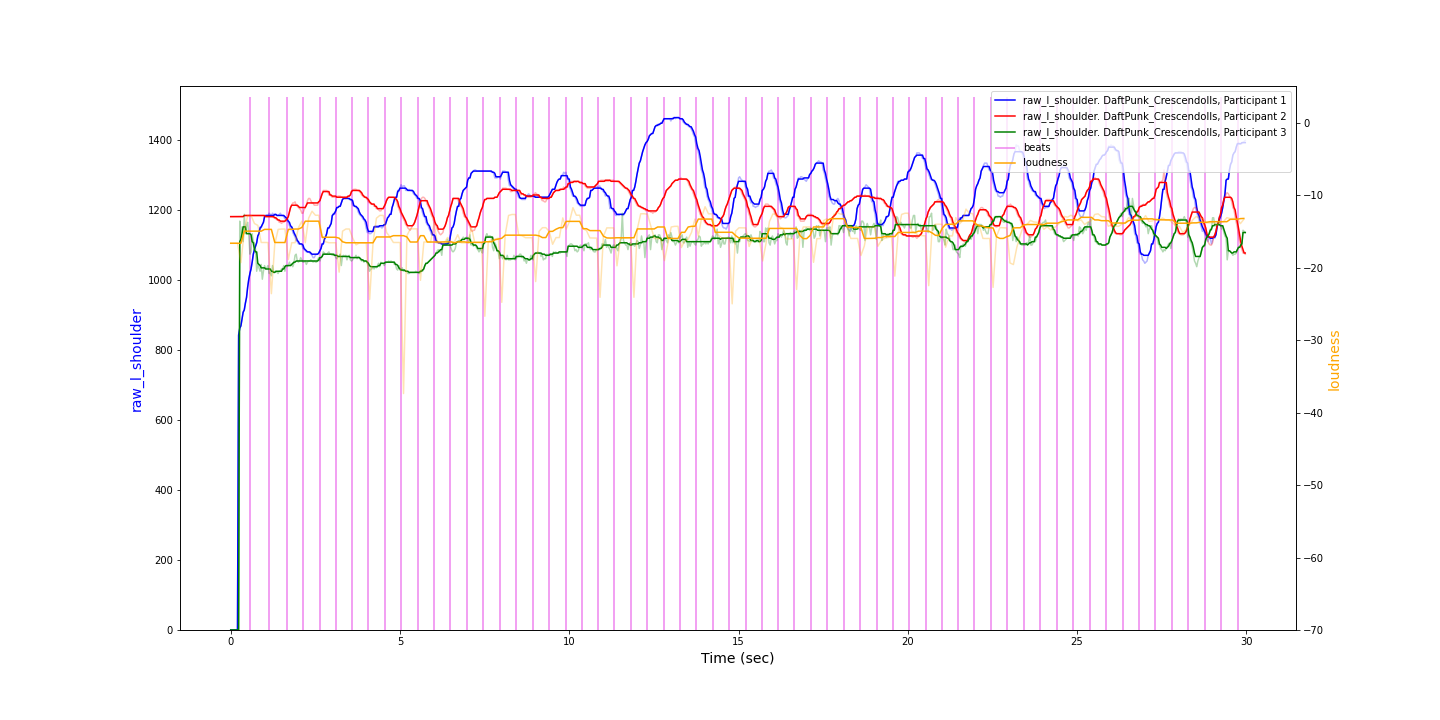 raw_l_shoulder. DaftPunk_Crescendolls, Participant 1
raw_l_shoulder. DaftPunk_Crescendolls, Participant 2
raw_l_shoulder. DaftPunk_Crescendolls, Participant 3
beats
loudness
1400
1200
1000
800
600
400
200
0
raw_l_shoulder
0
−10
−20
−30
−40
−50
−60
−70
loudness
0 5 10 15 20 25 30
Time (sec)